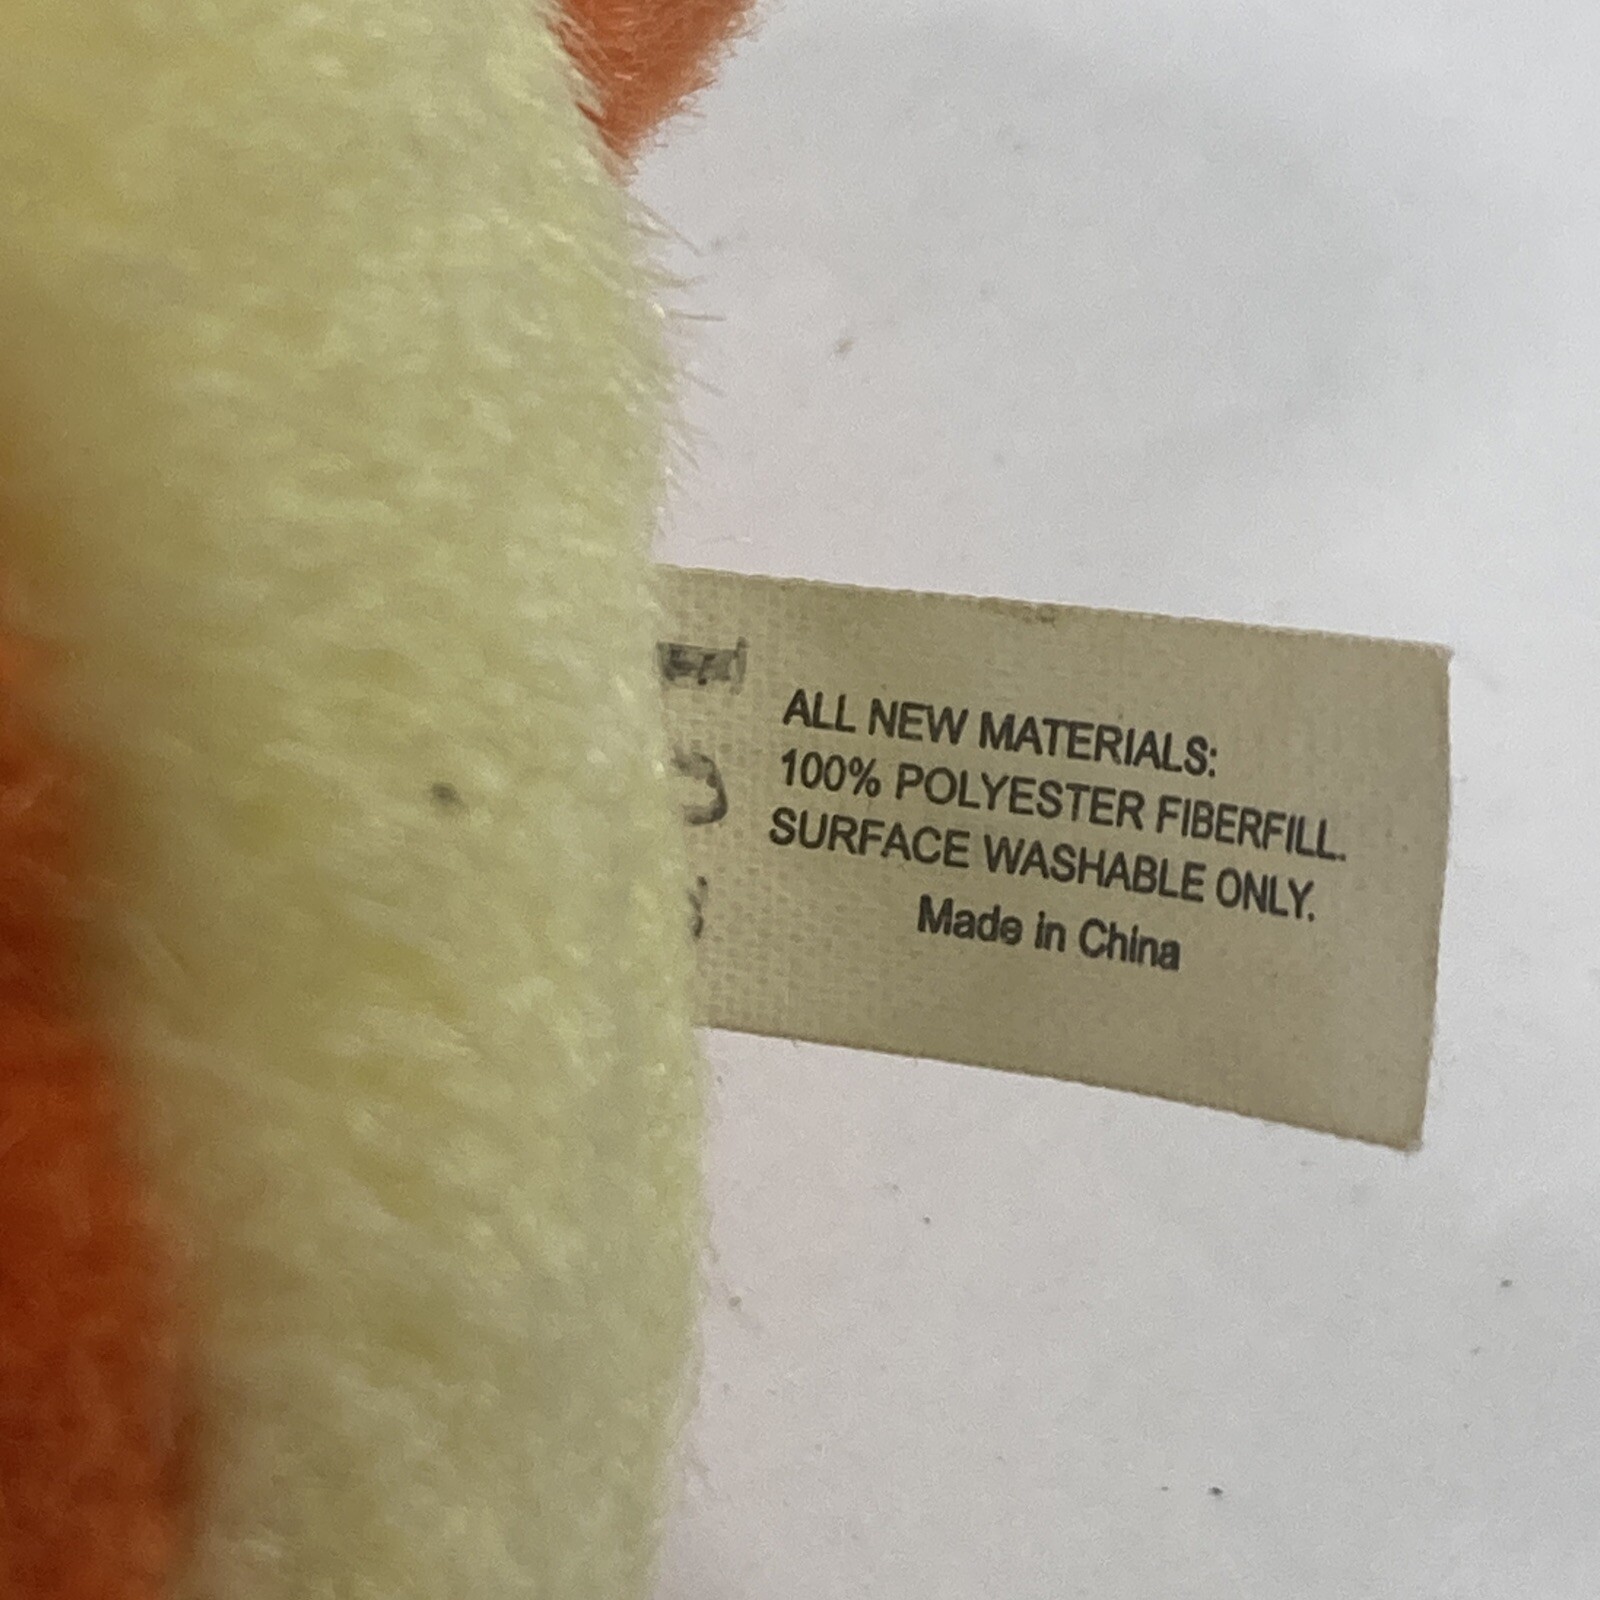 ALL NEW MATERIALS:
100% POLYESTER FIBERFILL.
SURFACE WASHABLE ONLY.
Made in China